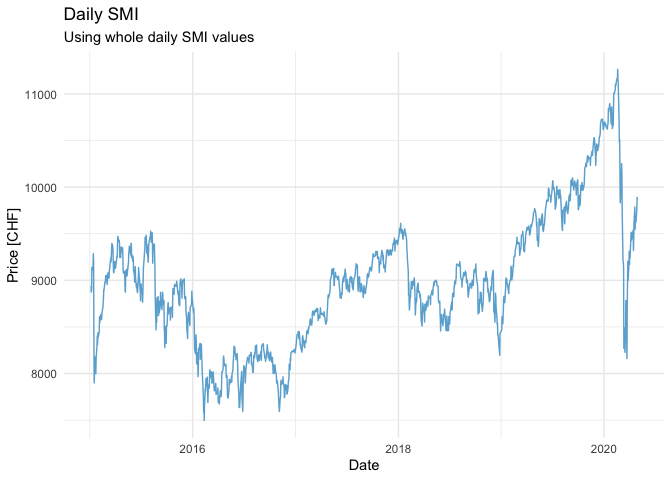 Daily SMI
Using whole daily SMI values
Price [CHF]
11000
10000
9000
8000
2016
2018
2020
Date